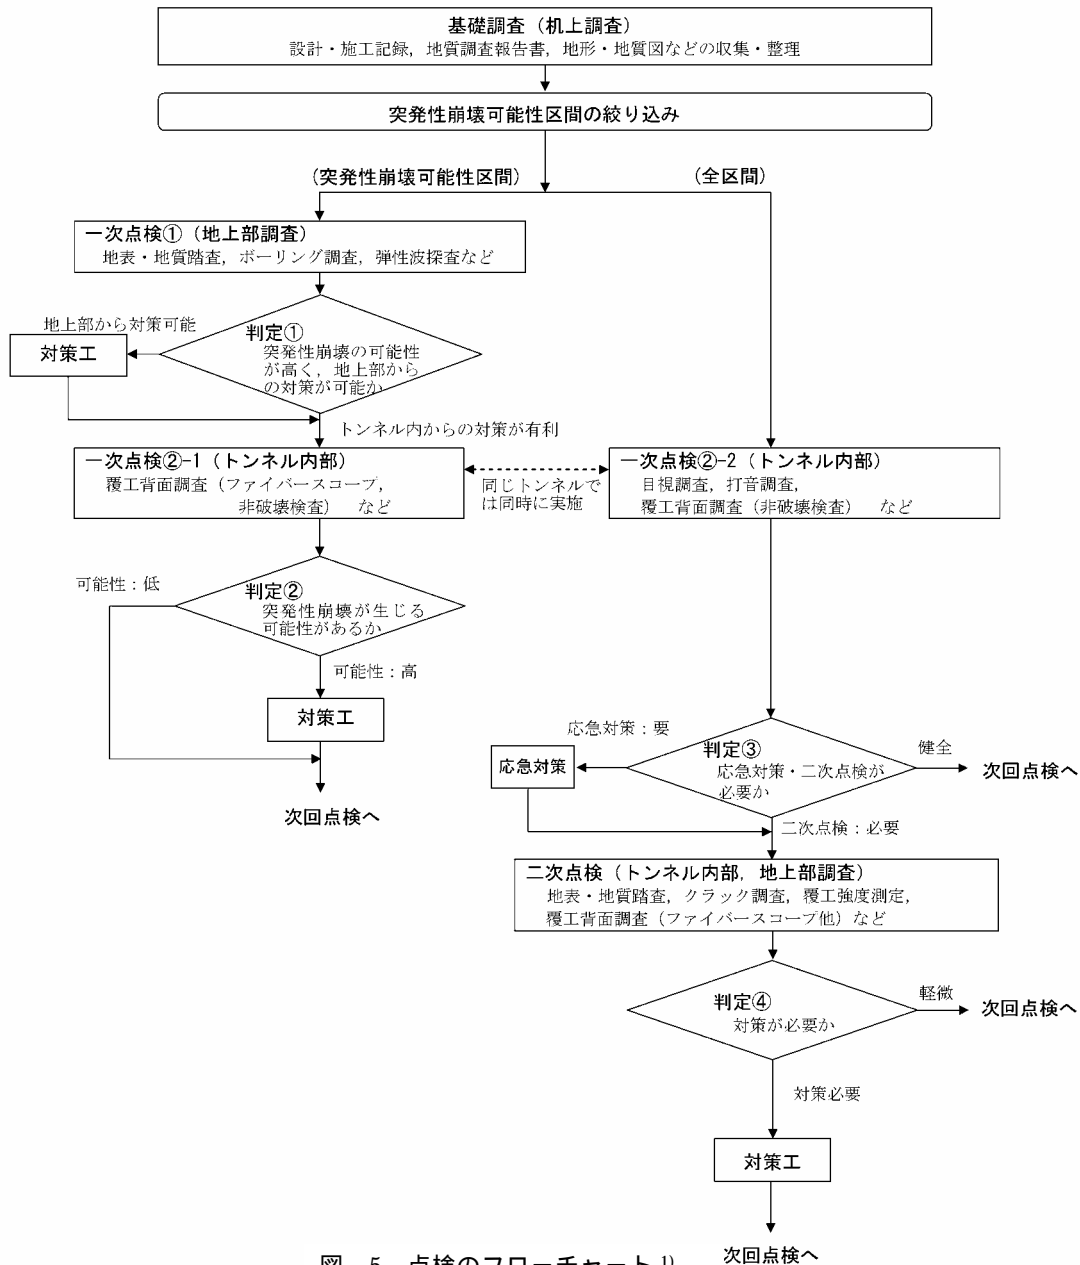 基礎調査（机上調査）
設計・施工記録，地質調査報告書，地形・地質図などの収集・整理
突発性崩壊可能性区間の絞り込み
（突発性崩壊可能性区間）
（全区間）
一次点検①（地上部調査）
地表・地質踏査，ボーリング調査，弾性波探査など
地上部から対策可能
対策工
判定①
突発性崩壊の可能性
が高く，地上部から
の対策が可能か
トンネル内からの対策が有利
一次点検②-1（トンネル内部）
覆工背面調査（ファイバースコープ，
非破壊検査）　など
同じトンネルで
は同時に実施
一次点検②-2（トンネル内部）
目視調査，打音調査，
覆工背面調査（非破壊検査）　など
可能性：低
判定②
突発性崩壊が生じる
可能性があるか
可能性：高
対策工
次回点検へ
応急対策：要
応急対策
判定③
応急対策・二次点検が
必要か
健全
次回点検へ
二次点検：必要
二次点検（トンネル内部，地上部調査）
地表・地質踏査，クラック調査，覆工強度測定，
覆工背面調査（ファイバースコープ他）など
判定④
対策が必要か
軽微
次回点検へ
対策必要
対策工
次回点検へ
図　5　点検のフローチャート 1)